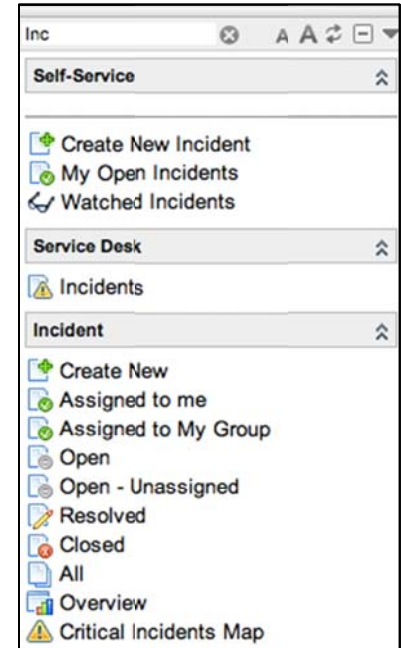 Inc
A A
Self-Service
Create New Incident
My Open Incidents
Watched Incidents
Service Desk
Incidents
Incident
Create New
Assigned to me
Assigned to My Group
Open
Open - Unassigned
Resolved
Closed
All
Overview
Critical Incidents Map